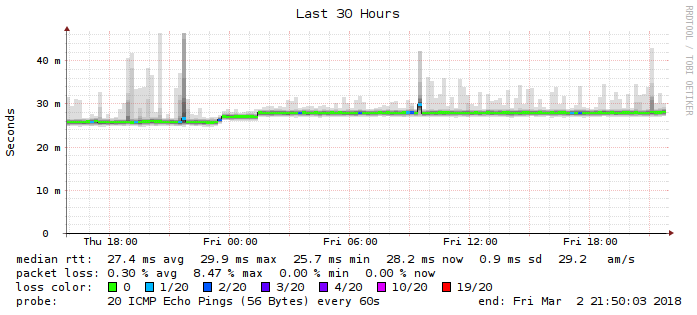 Last 30 Hours
RRDTOOL / TOBI OETIKER
Seconds
40 m
30 m
20 m
10 m
0
Thu 18:00 Fri 00:00 Fri 06:00 Fri 12:00 Fri 18:00
median rtt: 27.4 ms avg 29.9 ms max 25.7 ms min 28.2 ms now 0.9 ms sd 29.2 am/s
packet loss: 0.30 % avg 8.47 % max 0.00 % min 0.00 % now
loss color: 0 1/20 2/20 3/20 4/20 10/20 19/20
probe: 20 ICMP Echo Pings (56 Bytes) every 60s end: Fri Mar 2 21:50:03 2018